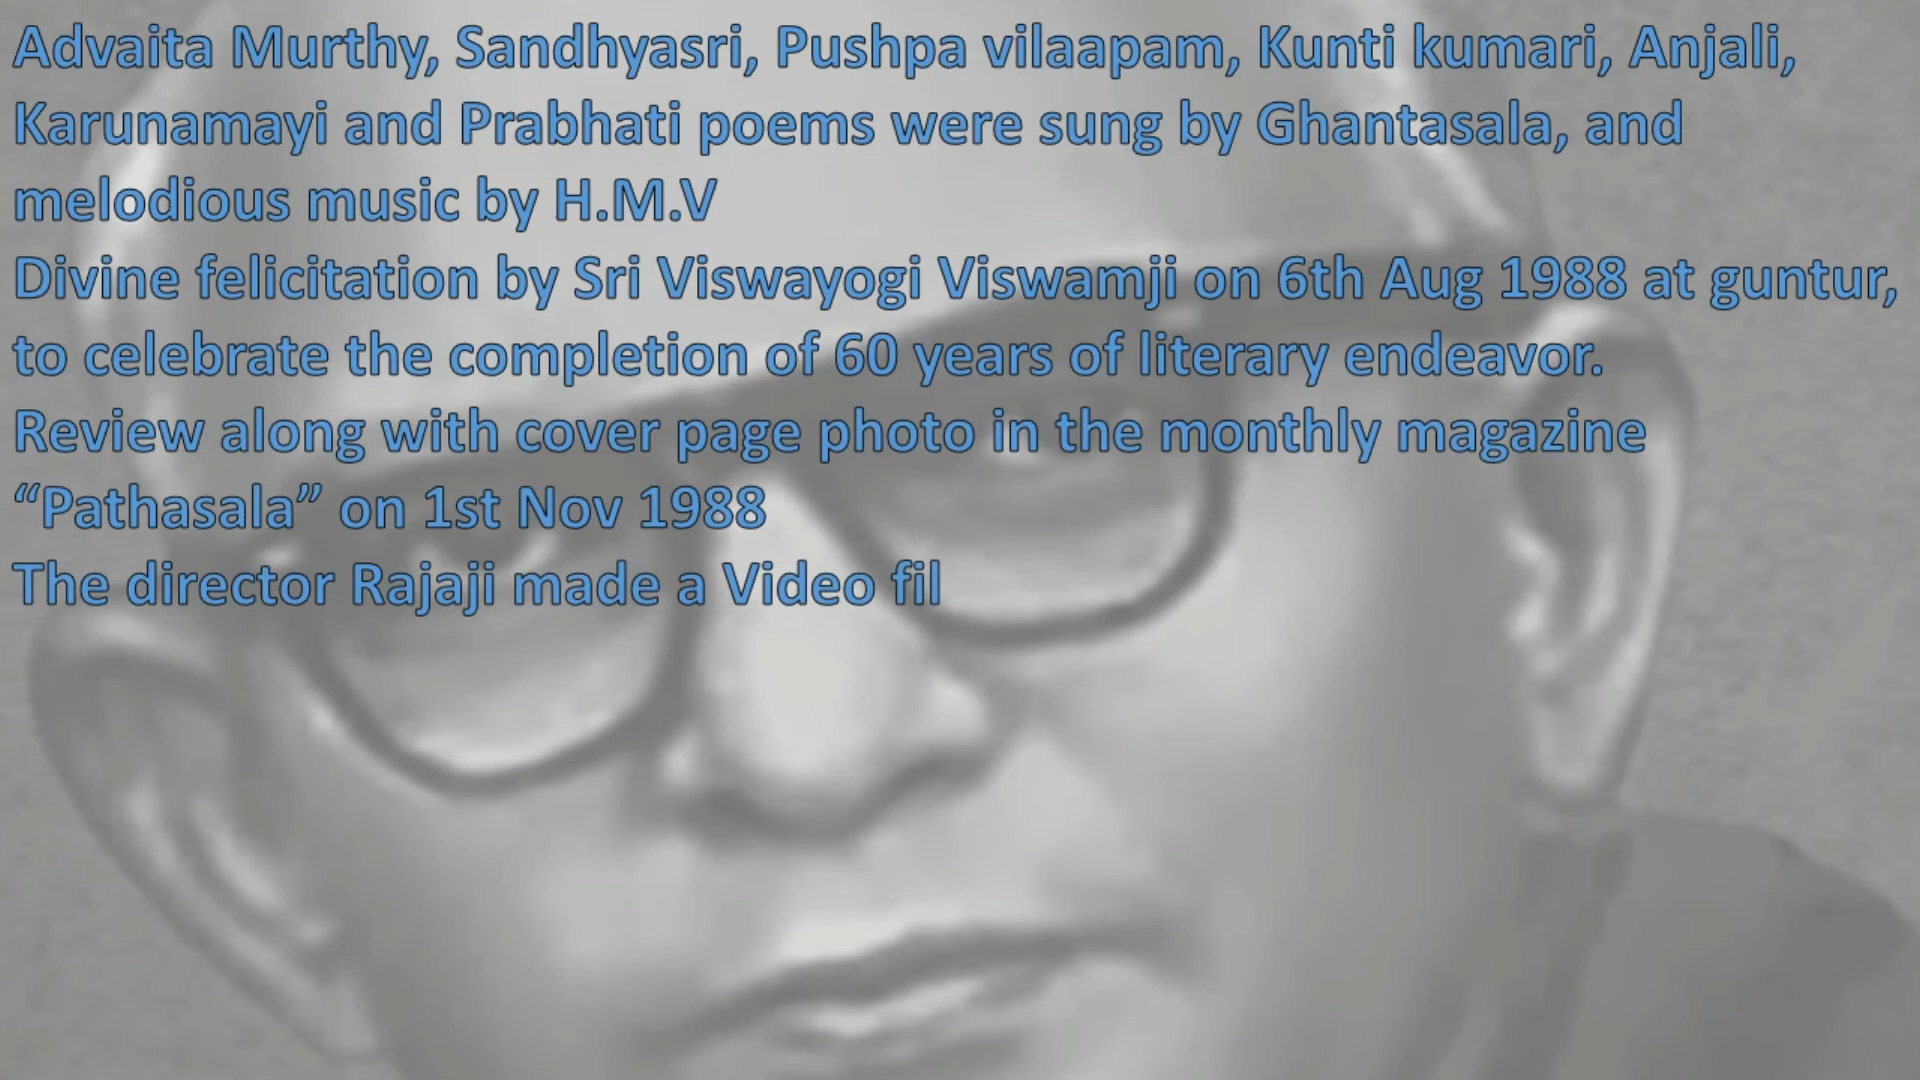 Advaita Murthy, Sandhyasri, Pushpa vilaapam, Kunti kumari, Anjali,
Karunamayi and Prabhati poems were sung by Ghantasala, and
melodious music by H.M.V
Divine felicitation by Sri Viswayogi Viswamji on 6th Aug 1988 at guntur,
to celebrate the completion of 60 years of literary endeavor.
Review along with cover page photo in the monthly magazine
“Pathasala” on 1st Nov 1988
The director Rajaji made a Video fil